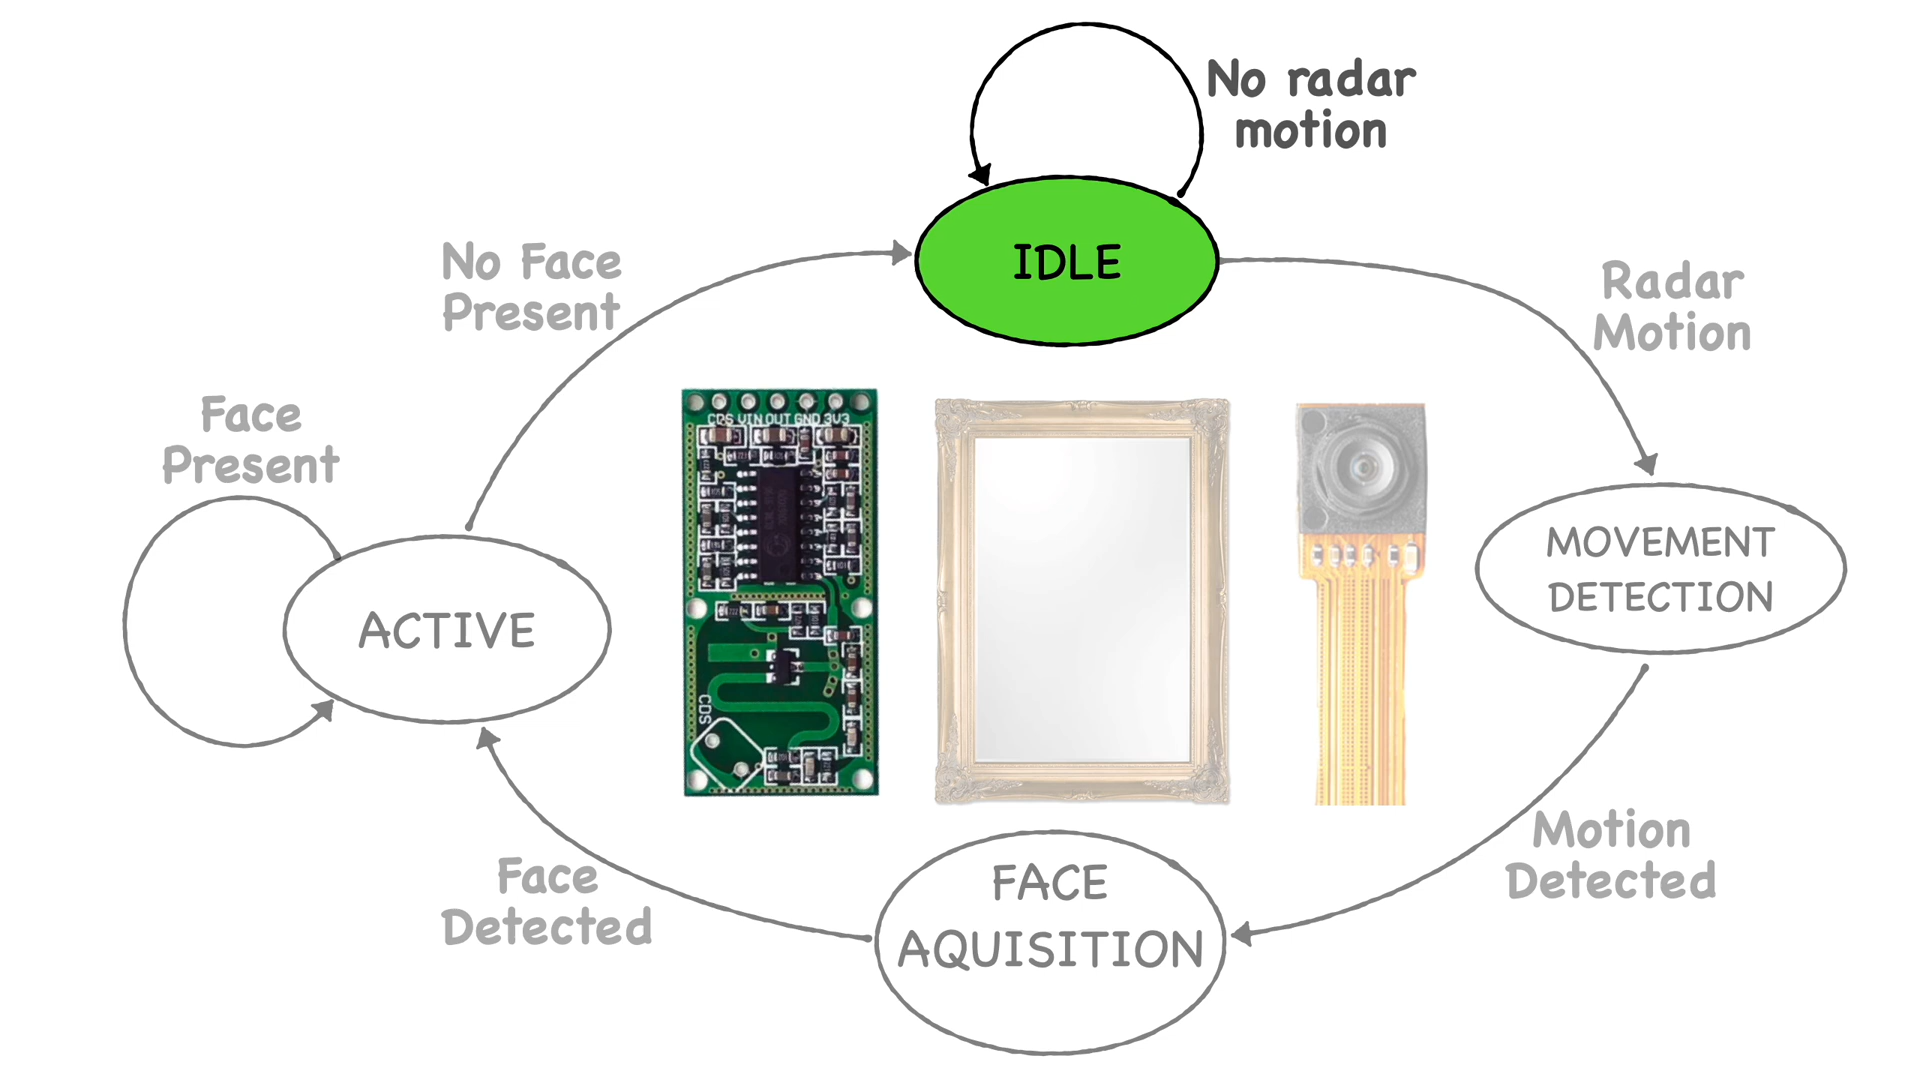 No radar
motion
IDLE
No Face
Present
Radar
Motion
Face
Present
CDS VIN OUT GND 3V3
MOVEMENT
DETECTION
ACTIVE
CDS
Motion
Detected
Face
Detected
FACE
AQUISITION